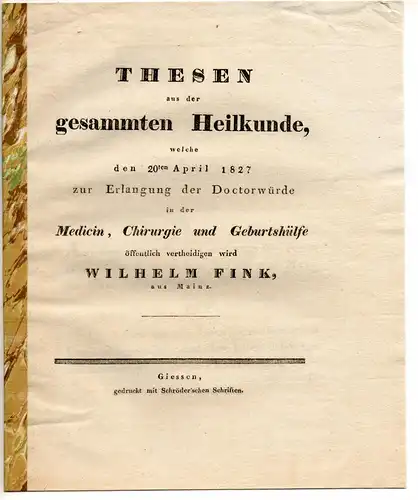 THESEN
aus der
gesammten Heilkunde,
welche
den 20ten April 1827
zur Erlangung der Doctorwürde
in der
Medicin, Chirurgie und Geburtshülfe
öffentlich vertheidigen wird
WILHELM FINK,
aus Mainz.
Giessen,
gedruckt mit Schröder'schen Schriften.